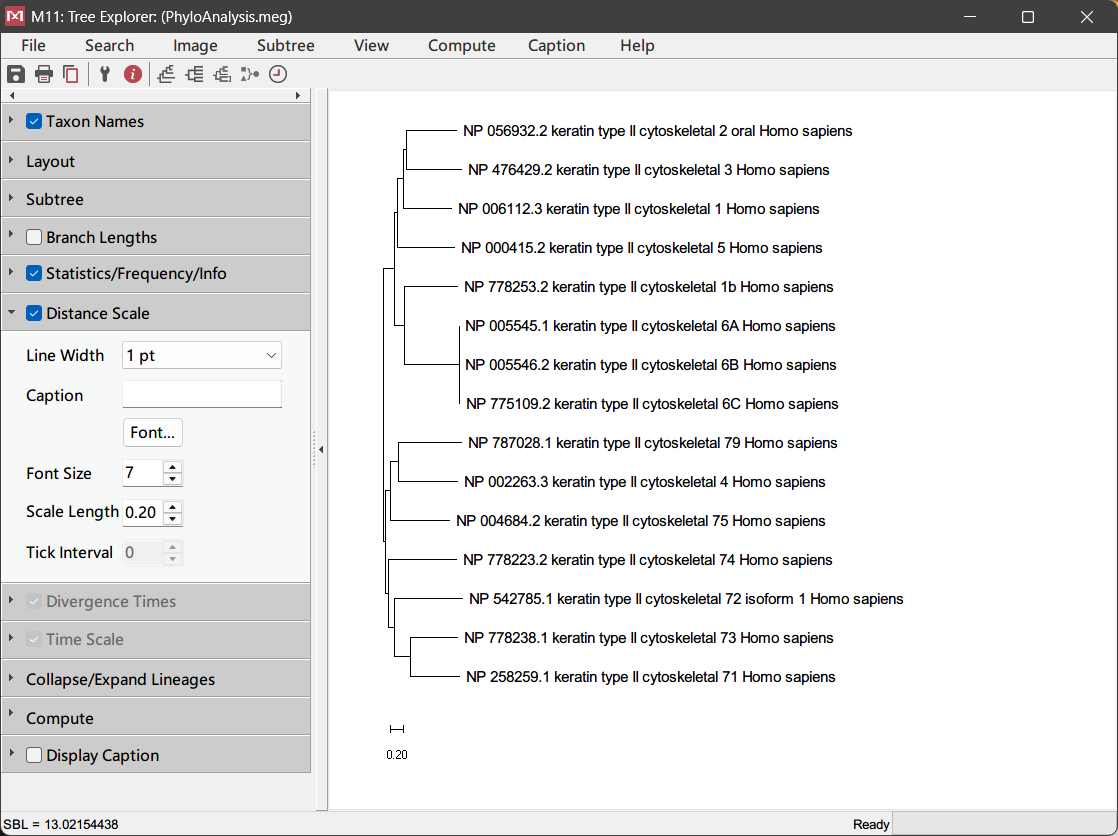 M11: Tree Explorer: (PhyloAnalysis.meg)
File Search Image Subtree View Compute Caption Help
Taxon Names
Layout
Subtree
Branch Lengths
Statistics/Frequency/Info
Distance Scale
Line Width 1 pt
Caption
Font...
Font Size 7
Scale Length 0.20
Tick Interval 0
Divergence Times
Time Scale
Collapse/Expand Lineages
Compute
Display Caption
NP 056932.2 keratin type II cytoskeletal 2 oral Homo sapiens
NP 476429.2 keratin type II cytoskeletal 3 Homo sapiens
NP 006112.3 keratin type II cytoskeletal 1 Homo sapiens
NP 000415.2 keratin type II cytoskeletal 5 Homo sapiens
NP 778253.2 keratin type II cytoskeletal 1b Homo sapiens
NP 005545.1 keratin type II cytoskeletal 6A Homo sapiens
NP 005546.2 keratin type II cytoskeletal 6B Homo sapiens
NP 775109.2 keratin type II cytoskeletal 6C Homo sapiens
NP 787028.1 keratin type II cytoskeletal 79 Homo sapiens
NP 002263.3 keratin type II cytoskeletal 4 Homo sapiens
NP 004684.2 keratin type II cytoskeletal 75 Homo sapiens
NP 778223.2 keratin type II cytoskeletal 74 Homo sapiens
NP 542785.1 keratin type II cytoskeletal 72 isoform 1 Homo sapiens
NP 778238.1 keratin type II cytoskeletal 73 Homo sapiens
NP 258259.1 keratin type II cytoskeletal 71 Homo sapiens
0.20
SBL = 13.02154438
Ready